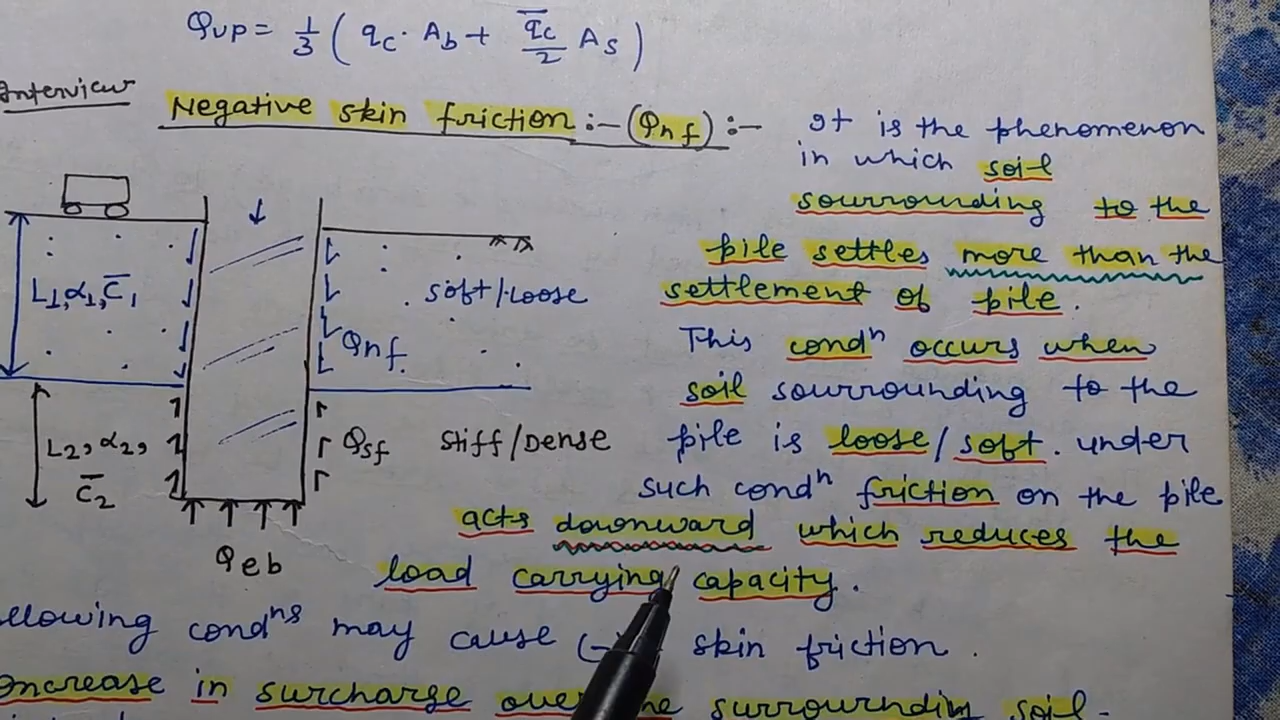 Qup = 1/3 ( qc · Ab + q̅c/2 As )
Interview
Negative skin friction :- (Qnf) :-
It is the phenomenon
in which soil
sourrounding to the
pile settles more than the
settlement of pile.
This condⁿ occurs when
soil sourrounding to the
pile is loose/soft. under
such condⁿ friction on the pile
acts downward which reduces the
load carrying capacity.
L1, α1, C̅1
soft/Loose
Qnf.
L2, α2,
C̅2
Qsf
Stiff/Dense
Qeb
condⁿˢ may cause (-) skin friction.
Increase in surcharge over the surrounding soil-